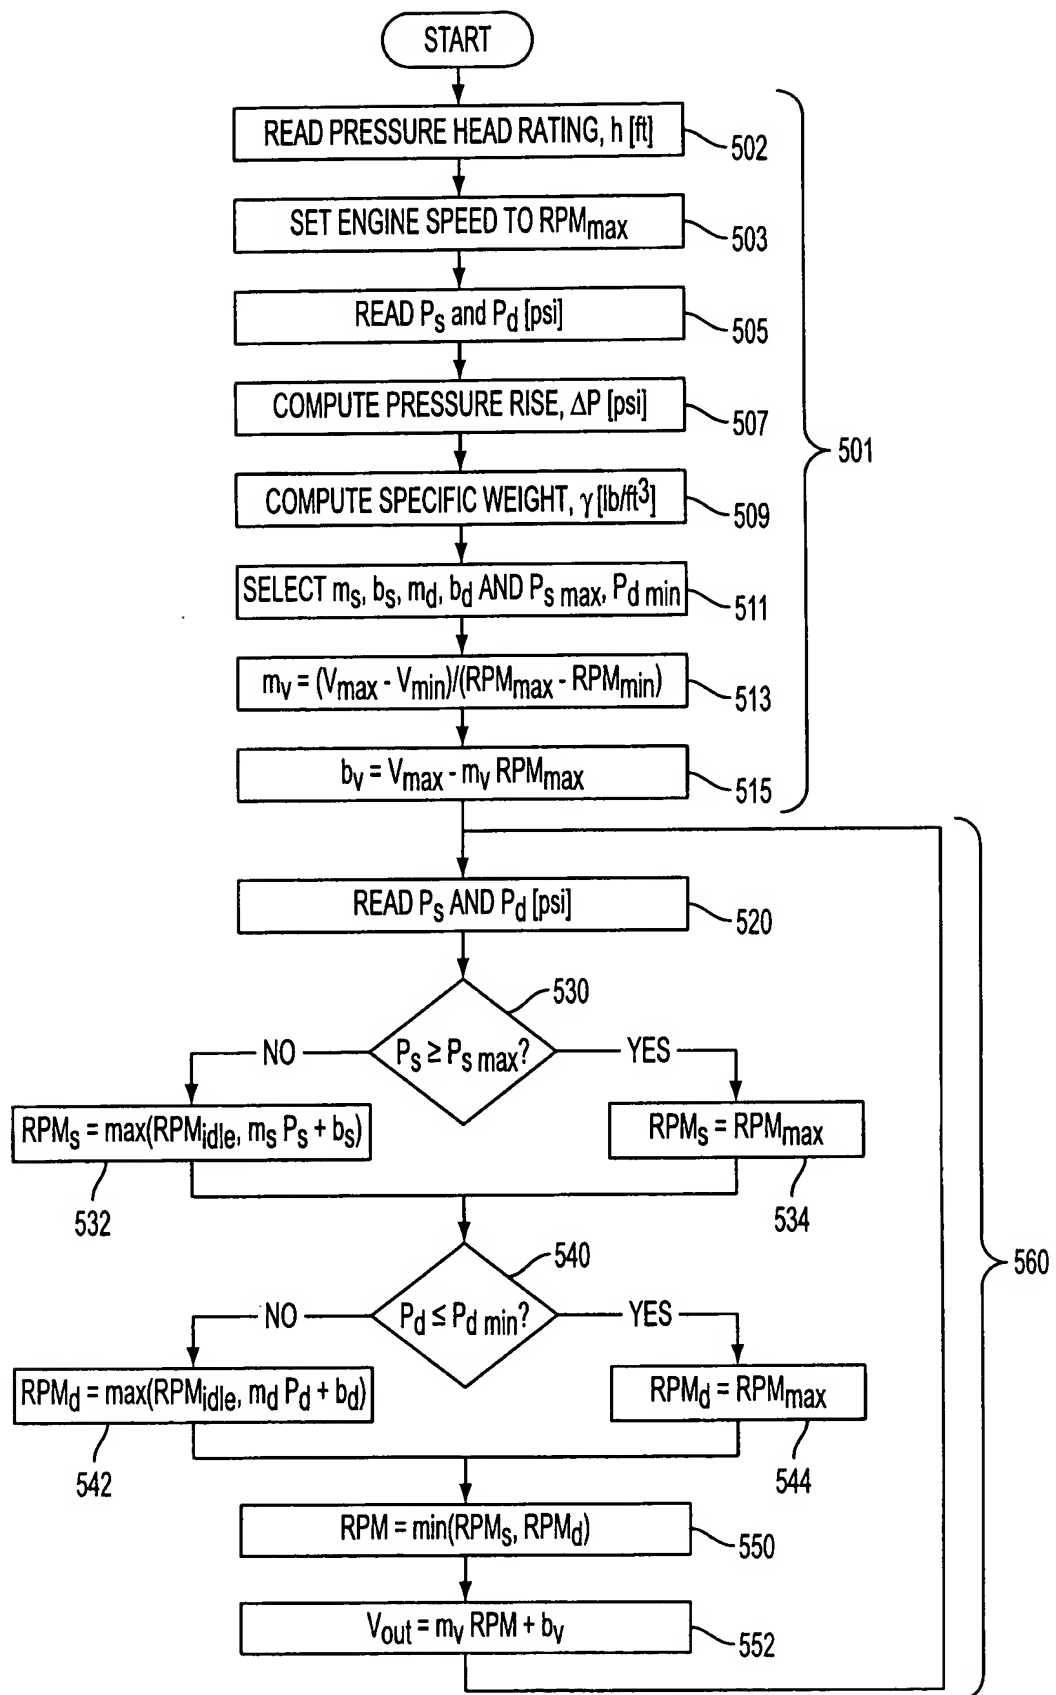 START
READ PRESSURE HEAD RATING, h [ft]
502
SET ENGINE SPEED TO RPMmax
503
READ Ps and Pd [psi]
505
COMPUTE PRESSURE RISE, ΔP [psi]
507
501
COMPUTE SPECIFIC WEIGHT, γ [lb/ft³]
509
SELECT ms, bs, md, bd AND Ps max, Pd min
511
mv = (Vmax - Vmin)/(RPMmax - RPMmin)
513
bv = Vmax - mv RPMmax
515
READ Ps AND Pd [psi]
520
530
Ps ≥ Ps max?
NO
YES
RPMs = max(RPMidle, ms Ps + bs)
532
RPMs = RPMmax
534
540
560
Pd ≤ Pd min?
NO
YES
RPMd = max(RPMidle, md Pd + bd)
542
RPMd = RPMmax
544
RPM = min(RPMs, RPMd)
550
Vout = mv RPM + bv
552